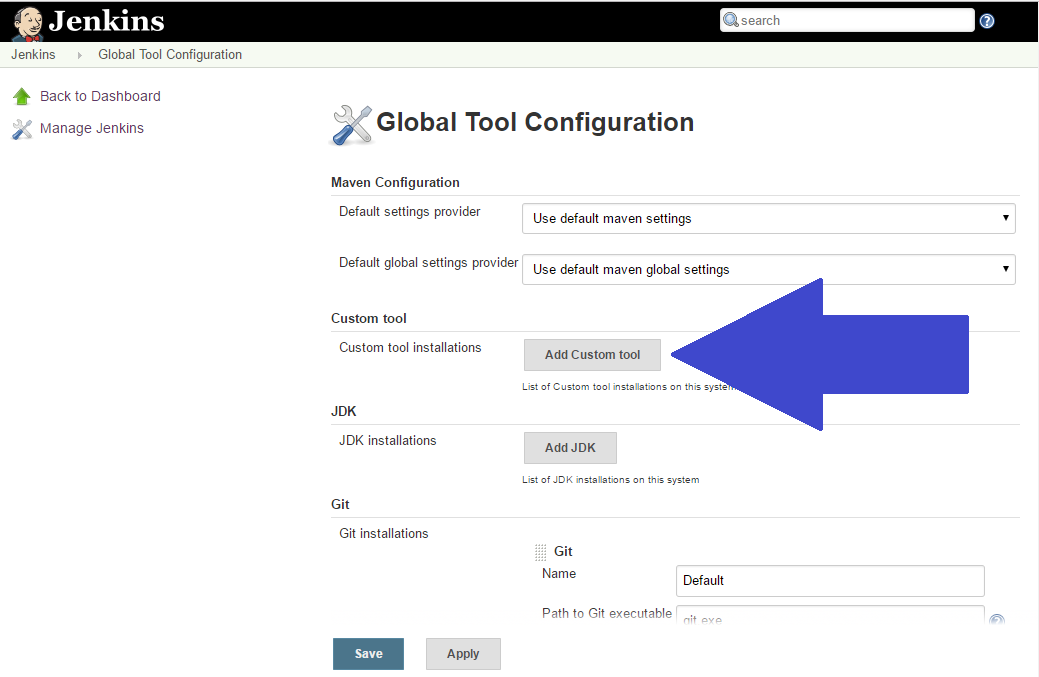 Jenkins
search
Jenkins
Global Tool Configuration
Back to Dashboard
Manage Jenkins
Global Tool Configuration
Maven Configuration
Default settings provider
Use default maven settings
Default global settings provider
Use default maven global settings
Custom tool
Custom tool installations
Add Custom tool
List of Custom tool installations on this system
JDK
JDK installations
Add JDK
List of JDK installations on this system
Git
Git installations
Git
Name
Default
Path to Git executable
git.exe
Save
Apply